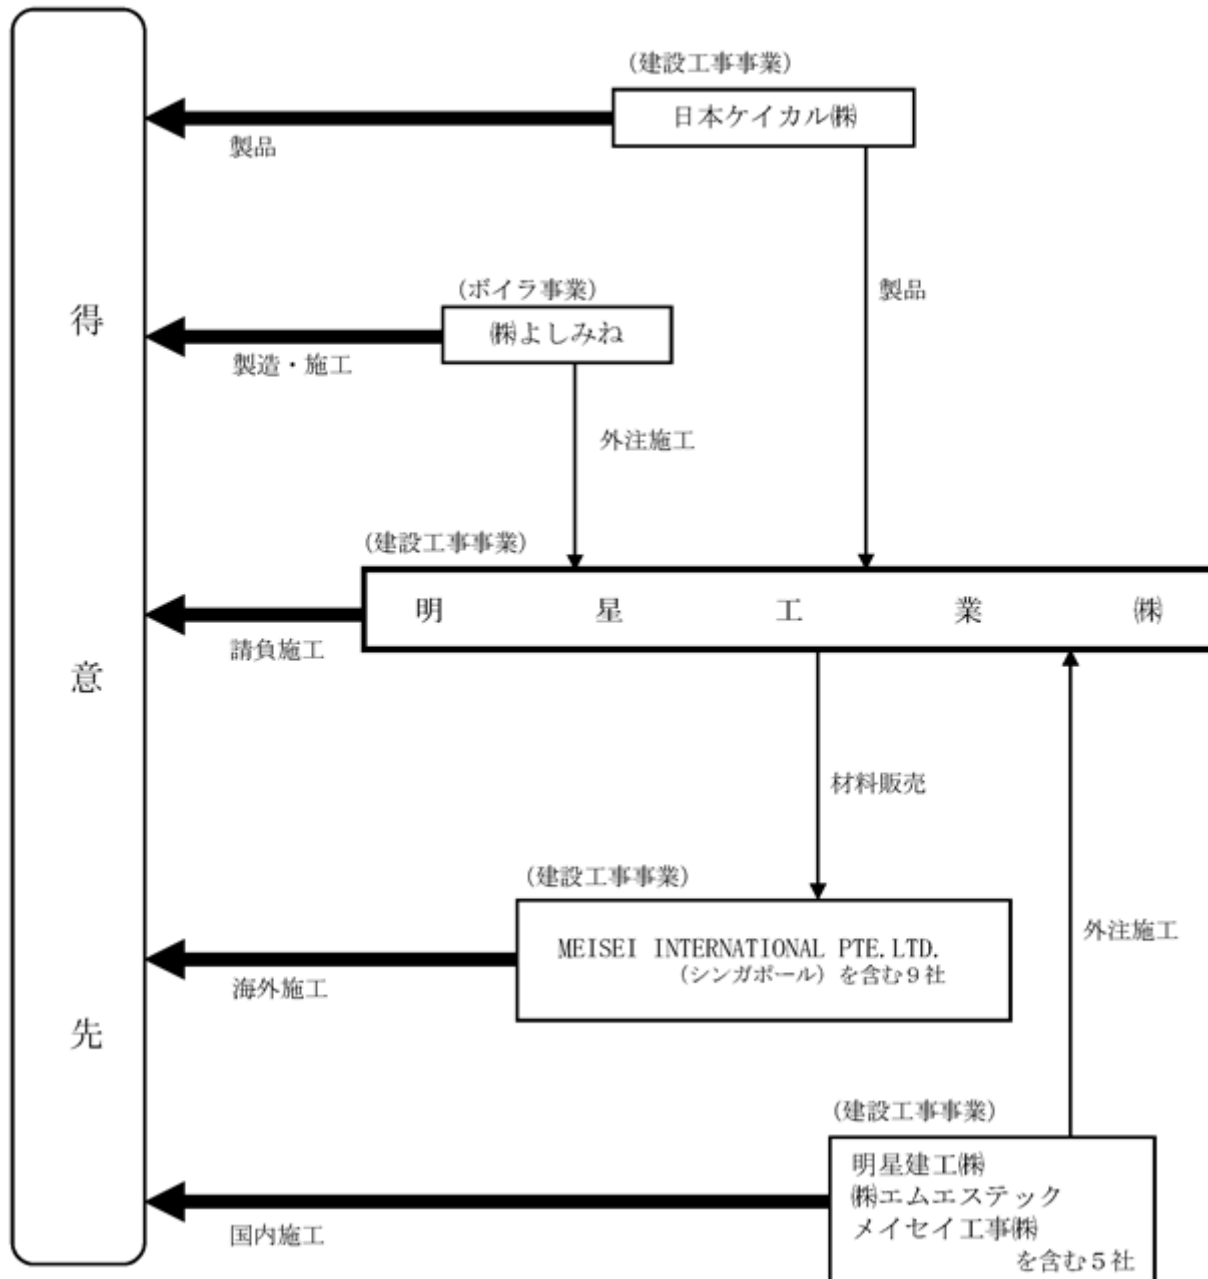 (建設工事事業)
日本ケイカル㈱
製品
製品
(ボイラ事業)
㈱よしみね
製造・施工
外注施工
(建設工事事業)
明星工業㈱
請負施工
材料販売
(建設工事事業)
MEISEI INTERNATIONAL PTE.LTD.
(シンガポール) を含む9社
海外施工
外注施工
(建設工事事業)
明星建工㈱
㈱エムエステック
メイセイ工事㈱
を含む5社
国内施工
得意先